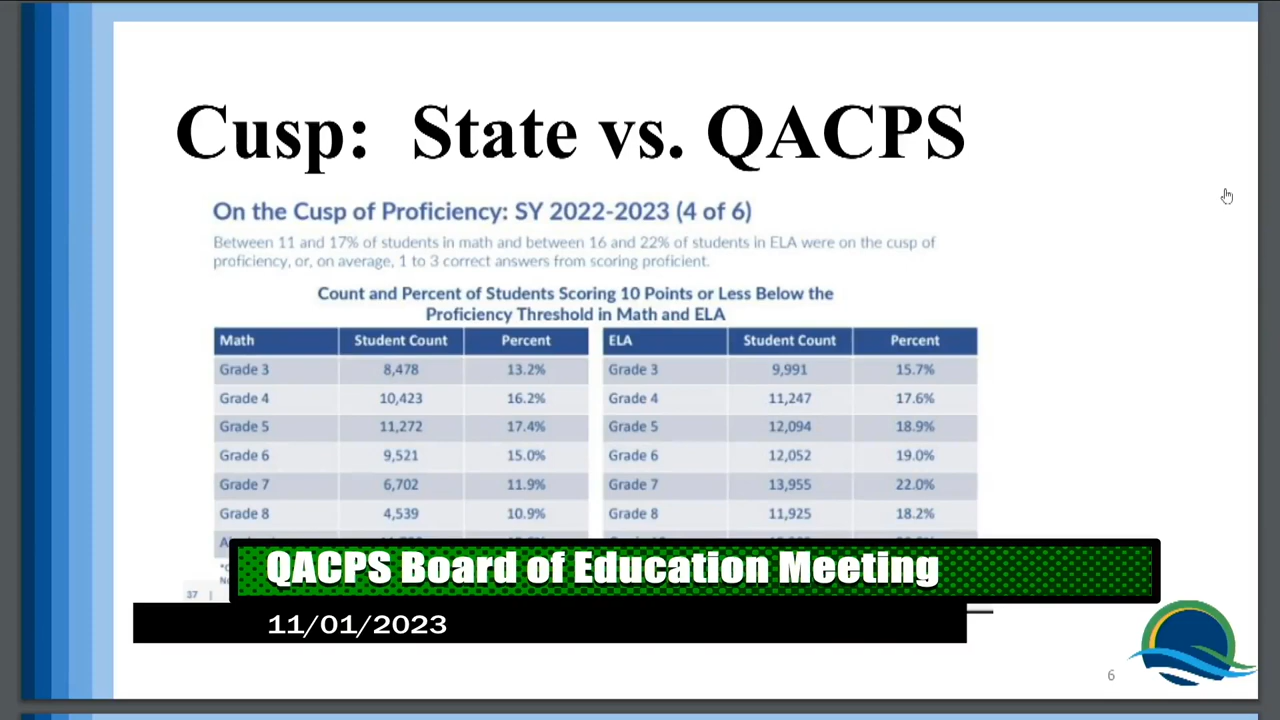 Cusp: State vs. QACPS
On the Cusp of Proficiency: SY 2022-2023 (4 of 6)
Between 11 and 17% of students in math and between 16 and 22% of students in ELA were on the cusp of
proficiency, or, on average, 1 to 3 correct answers from scoring proficient.
Count and Percent of Students Scoring 10 Points or Less Below the
Proficiency Threshold in Math and ELA
Math Student Count Percent ELA Student Count Percent
Grade 3 8,478 13.2% Grade 3 9,991 15.7%
Grade 4 10,423 16.2% Grade 4 11,247 17.6%
Grade 5 11,272 17.4% Grade 5 12,094 18.9%
Grade 6 9,521 15.0% Grade 6 12,052 19.0%
Grade 7 6,702 11.9% Grade 7 13,955 22.0%
Grade 8 4,539 10.9% Grade 8 11,925 18.2%
QACPS Board of Education Meeting
37 |
11/01/2023
6